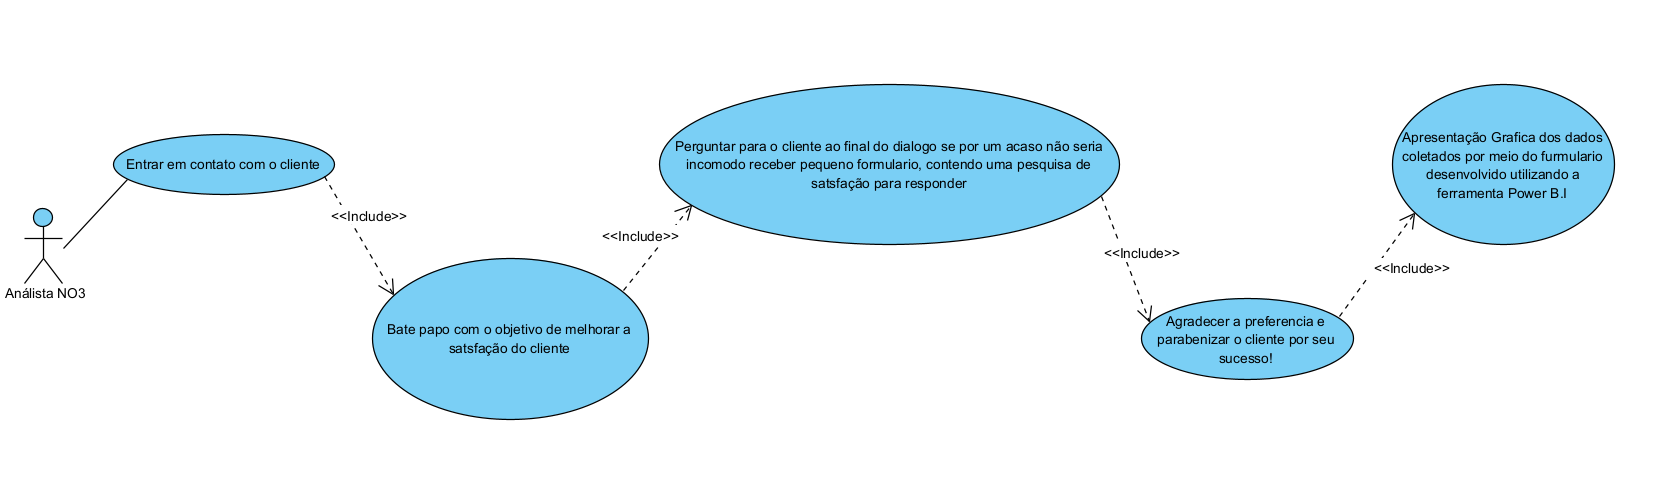 Entrar em contato com o cliente
<<Include>>
Análista NO3
Bate papo com o objetivo de melhorar a
satsfação do cliente
<<Include>>
Perguntar para o cliente ao final do dialogo se por um acaso não seria
incomodo receber pequeno formulario, contendo uma pesquisa de
satsfação para responder
<<Include>>
Agradecer a preferencia e
parabenizar o cliente por seu
sucesso!
<<Include>>
Apresentação Grafica dos dados
coletados por meio do furmulario
desenvolvido utilizando a
ferramenta Power B.I